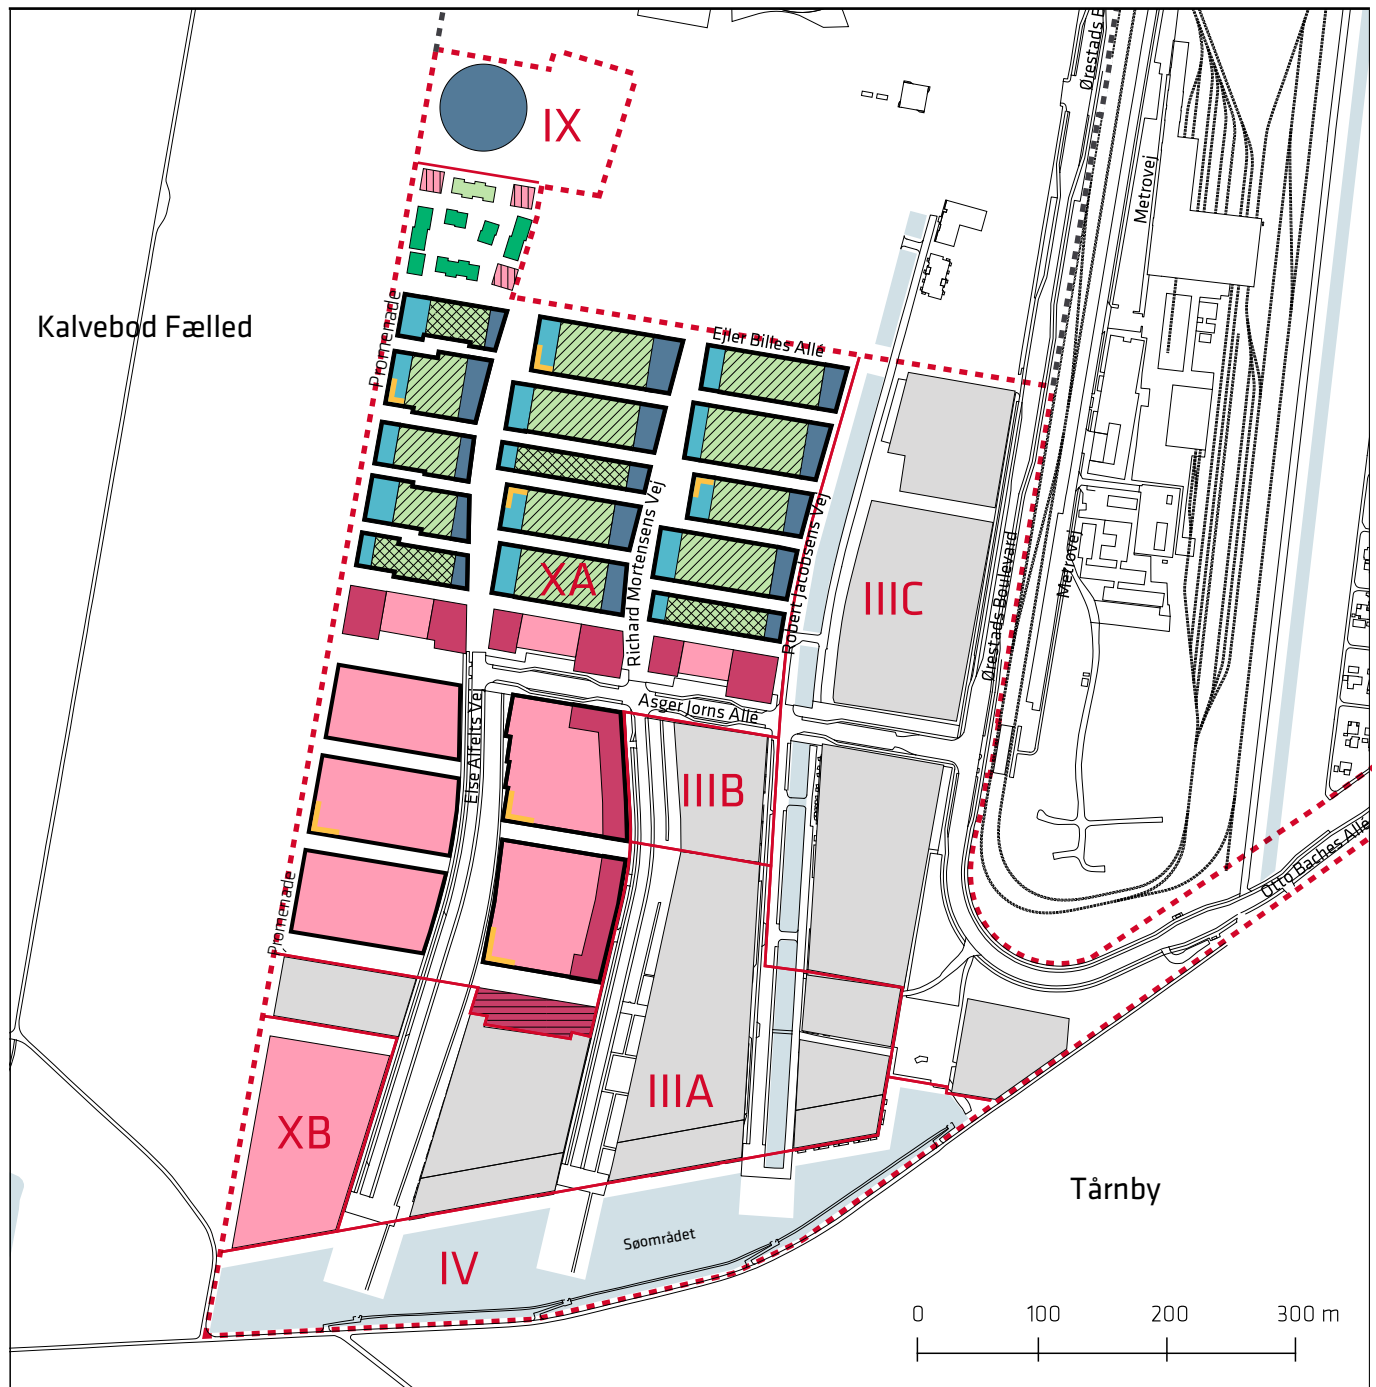 Ørestads B
IX
Metrovej
Kalvebod Fælled
Promenade
Ejler Billes Allé
Richard Mortensens Vej
Robert Jacobsens Vej
XA
IIIC
Ørestads Boulevard
Metrovej
Asger Jorns Allé
Else Alfelts Vej
IIIB
Promenade
Otto Baches Allé
IIIA
XB
Tårnby
Søområdet
IV
0 100 200 300 m